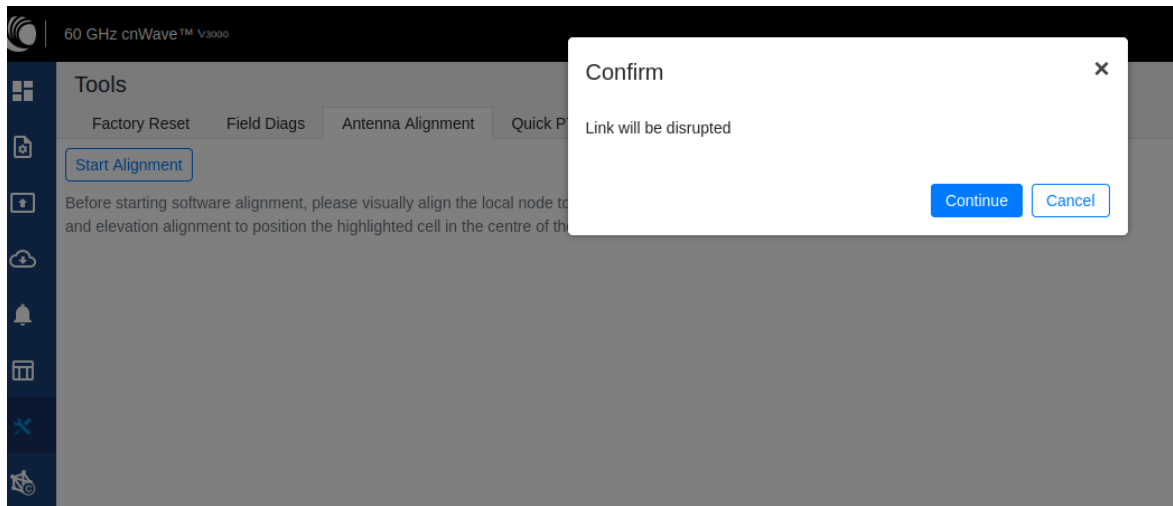 60 GHz cnWave™ V3000
Tools
Factory Reset Field Diags Antenna Alignment Quick
Start Alignment
Before starting software alignment, please visually align the local node to
and elevation alignment to position the highlighted cell in the centre of
Confirm
×
Link will be disrupted
Continue Cancel